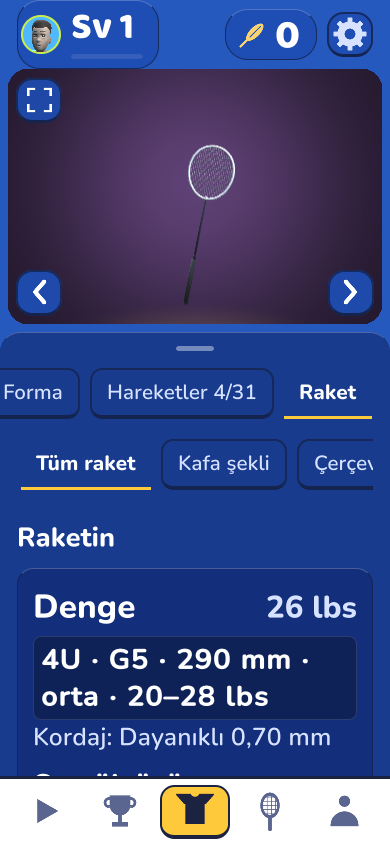 Sv 1
0
Forma
Hareketler 4/31
Raket
Tüm raket
Kafa şekli
Raketin
Denge
26 lbs
4U · G5 · 290 mm ·
orta · 20–28 lbs
Kordaj: Dayanıklı 0,70 mm